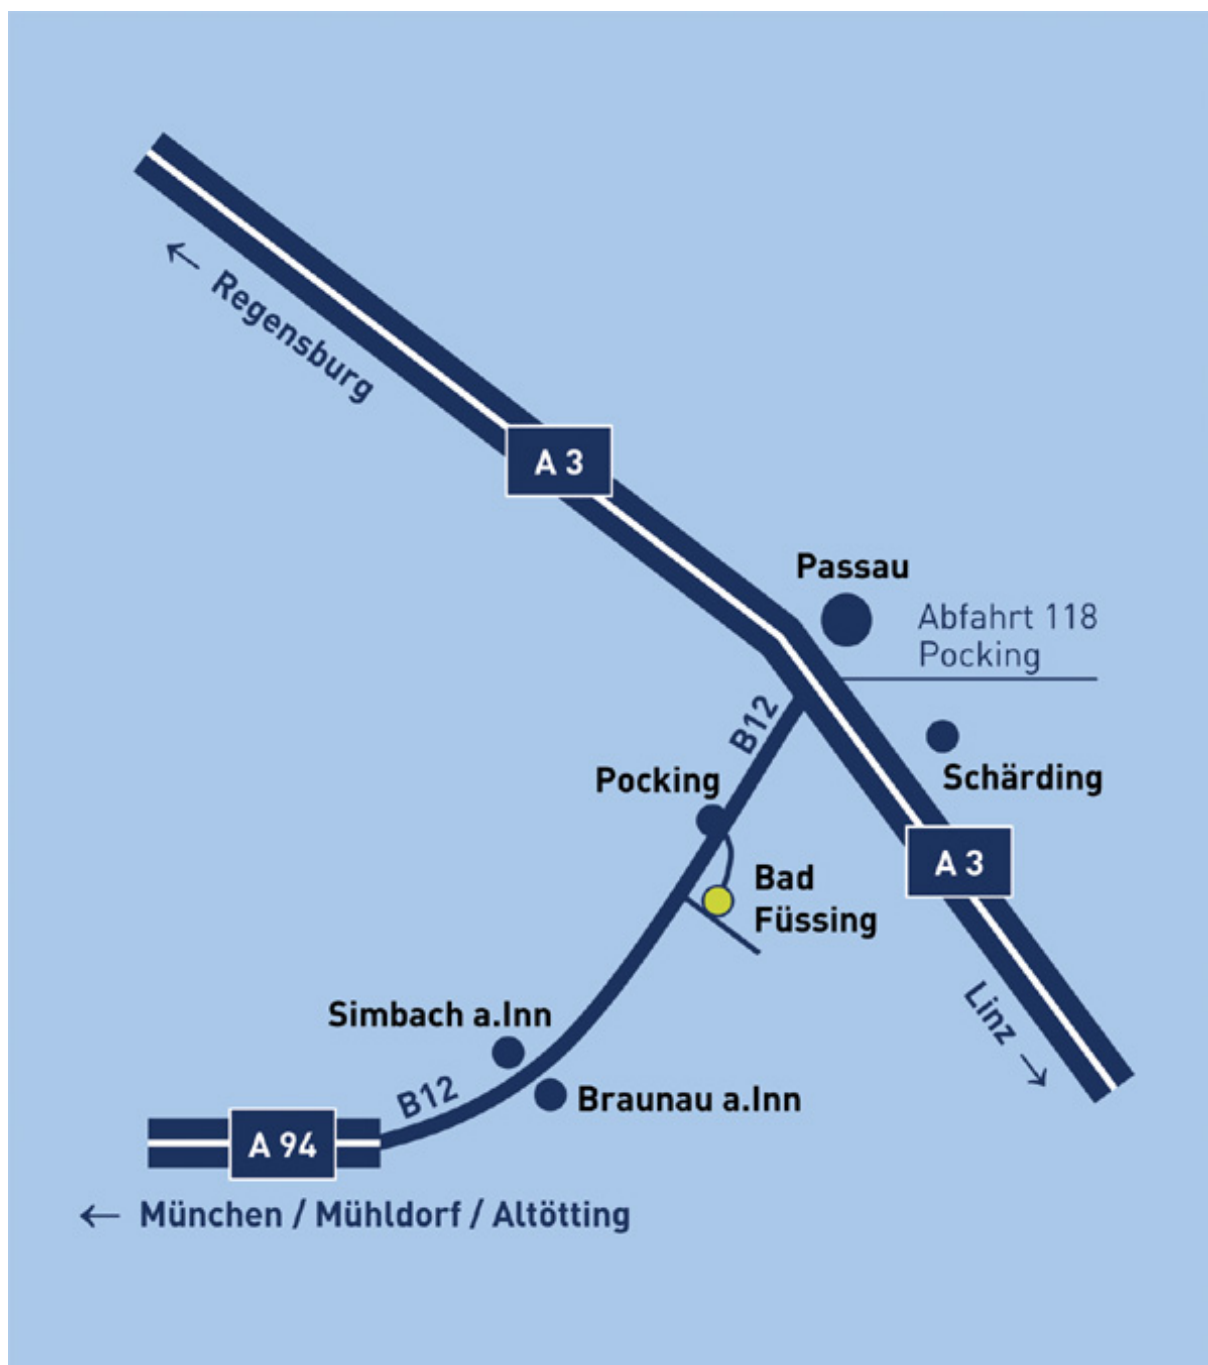 ← Regensburg
A 3
Passau
Abfahrt 118
Pocking
B12
Schärding
Pocking
A 3
Bad
Füssing
Linz →
Simbach a.Inn
B12
Braunau a.Inn
A 94
← München / Mühldorf / Altötting